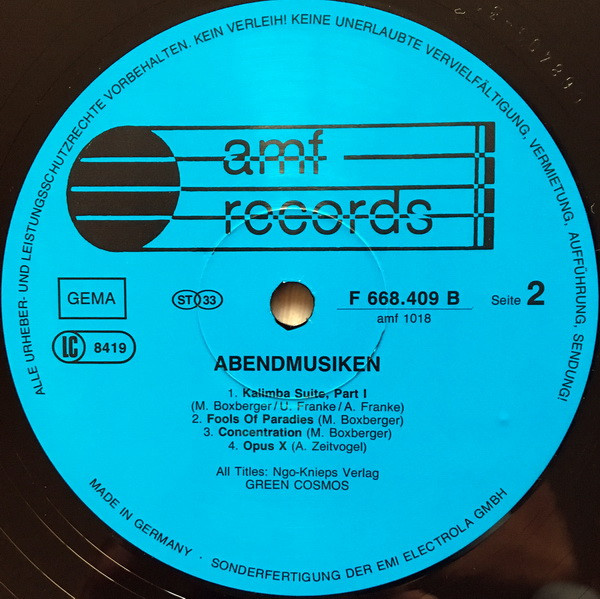 ALLE URHEBER- UND LEISTUNGSSCHUTZRECHTE VORBEHALTEN. KEIN VERLEIH! KEINE UNERLAUBTE VERVIELFÄLTIGUNG, VERMIETUNG, AUFFÜHRUNG, SENDUNG!
amf
records
GEMA
ST 33
F 668.409 B
Seite 2
LC 8419
amf 1018
ABENDMUSIKEN
1. Kalimba Suite, Part I
(M. Boxberger/U. Franke/A. Franke)
2. Fools Of Paradies (M. Boxberger)
3. Concentration (M. Boxberger)
4. Opus X (A. Zeitvogel)
All Titles: Ngo-Knieps Verlag
GREEN COSMOS
MADE IN GERMANY · SONDERFERTIGUNG DER EMI ELECTROLA GMBH